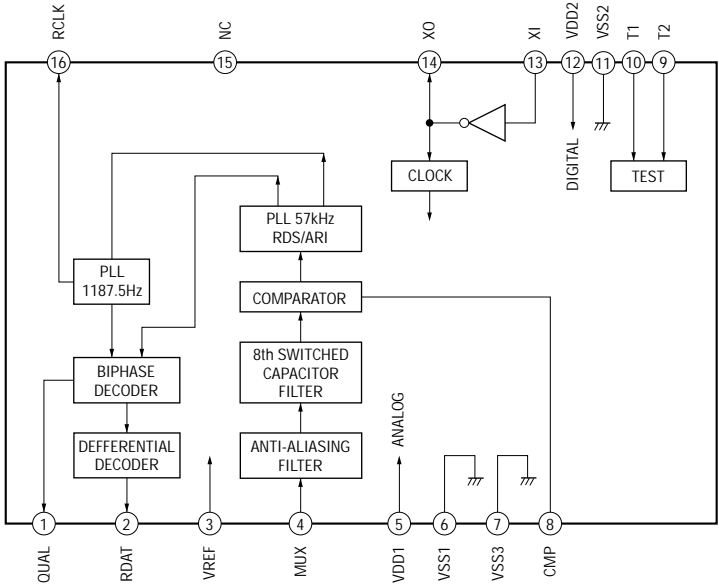 RCLK
NC
XO
XI
VDD2
VSS2
T1
T2
16
15
14
13
12
11
10
9
CLOCK
DIGITAL
TEST
PLL 57kHz
RDS/ARI
PLL
1187.5Hz
COMPARATOR
8th SWITCHED
CAPACITOR
FILTER
BIPHASE
DECODER
ANALOG
DEFFERENTIAL
DECODER
ANTI-ALIASING
FILTER
1
2
3
4
5
6
7
8
QUAL
RDAT
VREF
MUX
VDD1
VSS1
VSS3
CMP